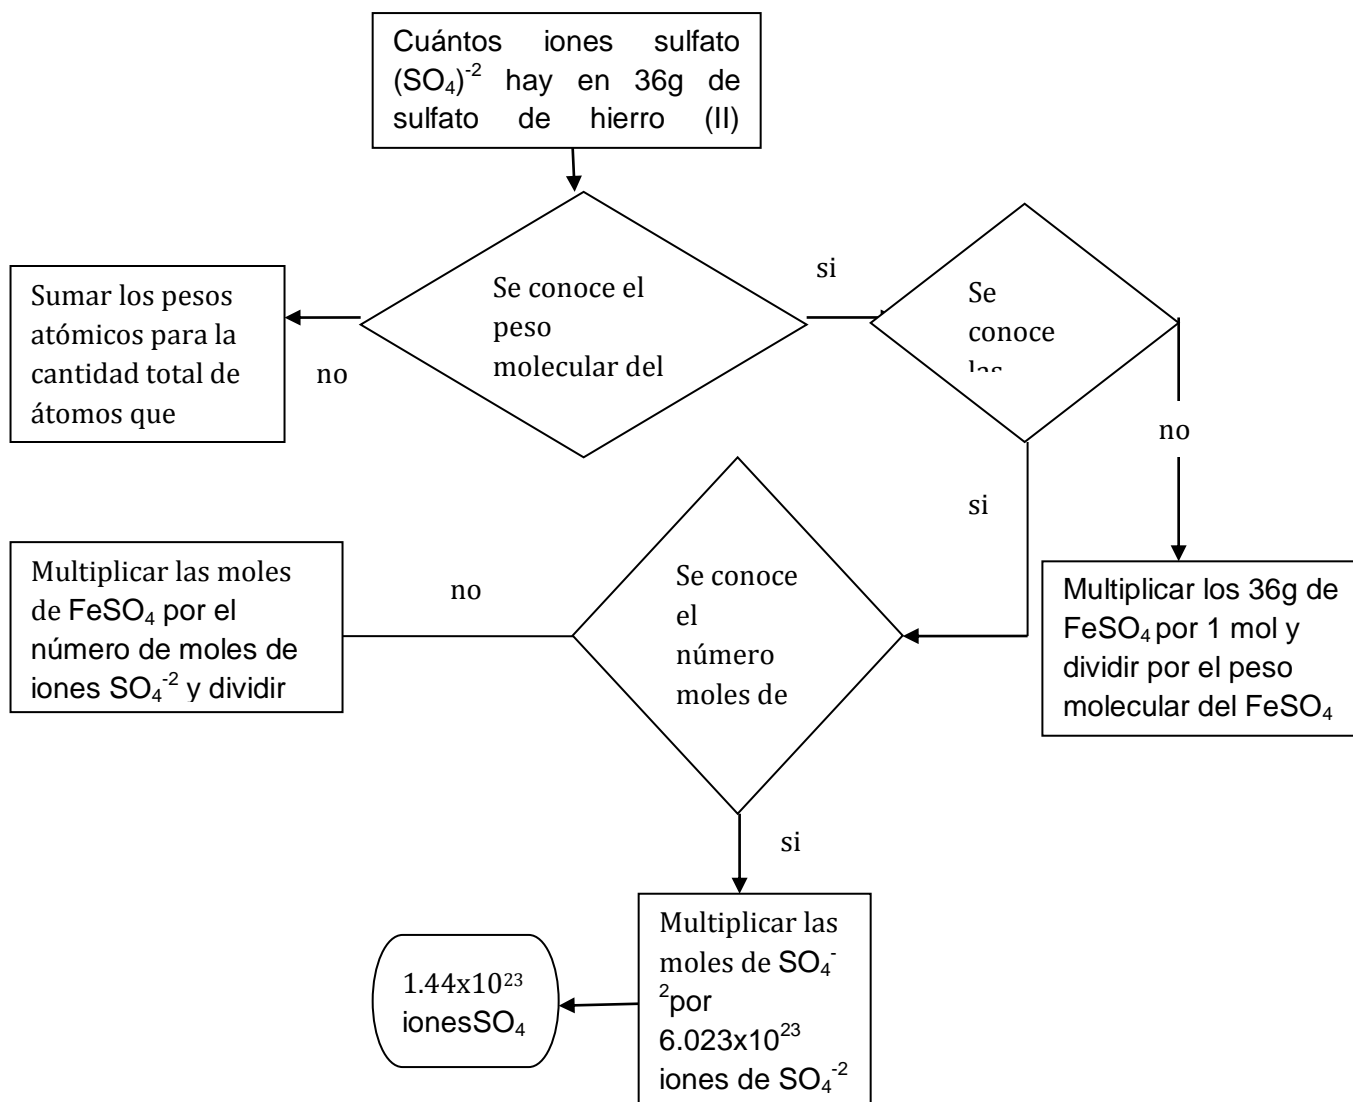 Cuántos iones sulfato
(SO₄)⁻² hay en 36g de
sulfato de hierro (II)
Se conoce el
peso
molecular del
si
Se
conoce
no
Sumar los pesos
atómicos para la
cantidad total de
átomos que
no
si
Multiplicar los 36g de
FeSO₄ por 1 mol y
dividir por el peso
molecular del FeSO₄
Se conoce
el
número
moles de
no
Multiplicar las moles
de FeSO₄ por el
número de moles de
iones SO₄⁻² y dividir
si
Multiplicar las
moles de SO₄⁻
²por
6.023x10²³
iones de SO₄⁻²
1.44x10²³
ionesSO₄